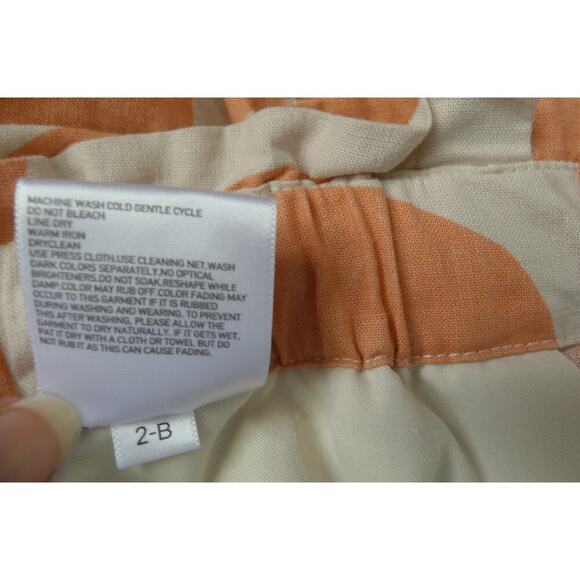 MACHINE WASH COLD GENTLE CYCLE
DO NOT BLEACH
LINE DRY
WARM IRON
DRYCLEAN
USE PRESS CLOTH.USE CLEANING NET.WASH
DARK COLORS SEPARATELY.NO OPTICAL
BRIGHTENERS.DO NOT SOAK.RESHAPE WHILE
DAMP.COLOR MAY RUB OFF.COLOR FADING MAY
OCCUR TO THIS GARMENT IF IT IS RUBBED
DURING WASHING AND WEARING. TO PREVENT
THIS AFTER WASHING, PLEASE ALLOW THE
GARMENT TO DRY NATURALLY. IF IT GETS WET,
PAT IT DRY WITH A CLOTH OR TOWEL BUT DO
NOT RUB IT AS THIS CAN CAUSE FADING.
2-B